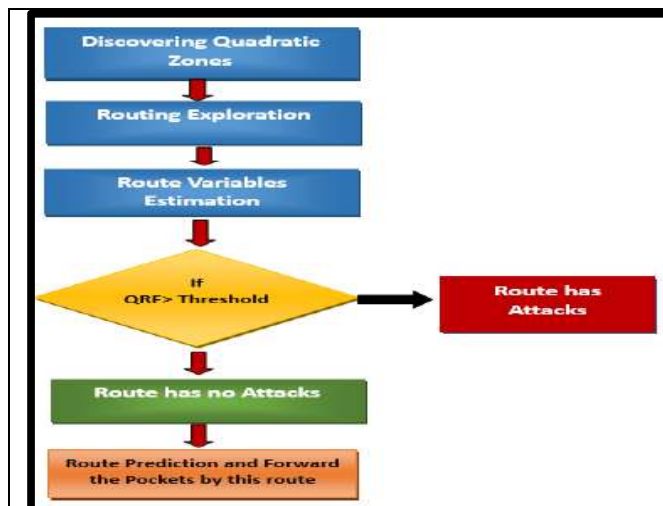 Discovering Quadratic
Zones
Routing Exploration
Route Variables
Estimation
If
QRF> Threshold
Route has
Attacks
Route has no Attacks
Route Prediction and Forward
the Pockets by this route